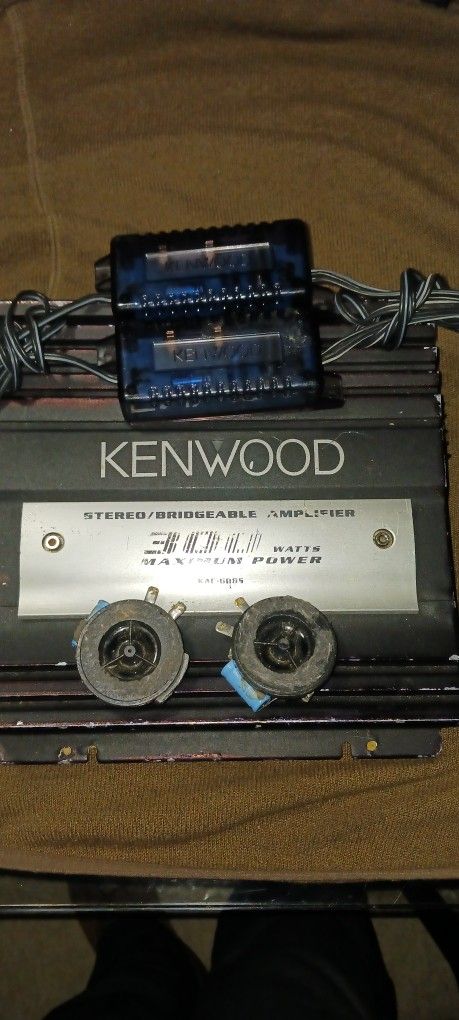 KENWOOD
KENWOOD
KENWOOD
STEREO/BRIDGEABLE AMPLIFIER
300 WATTS
MAXIMUM POWER